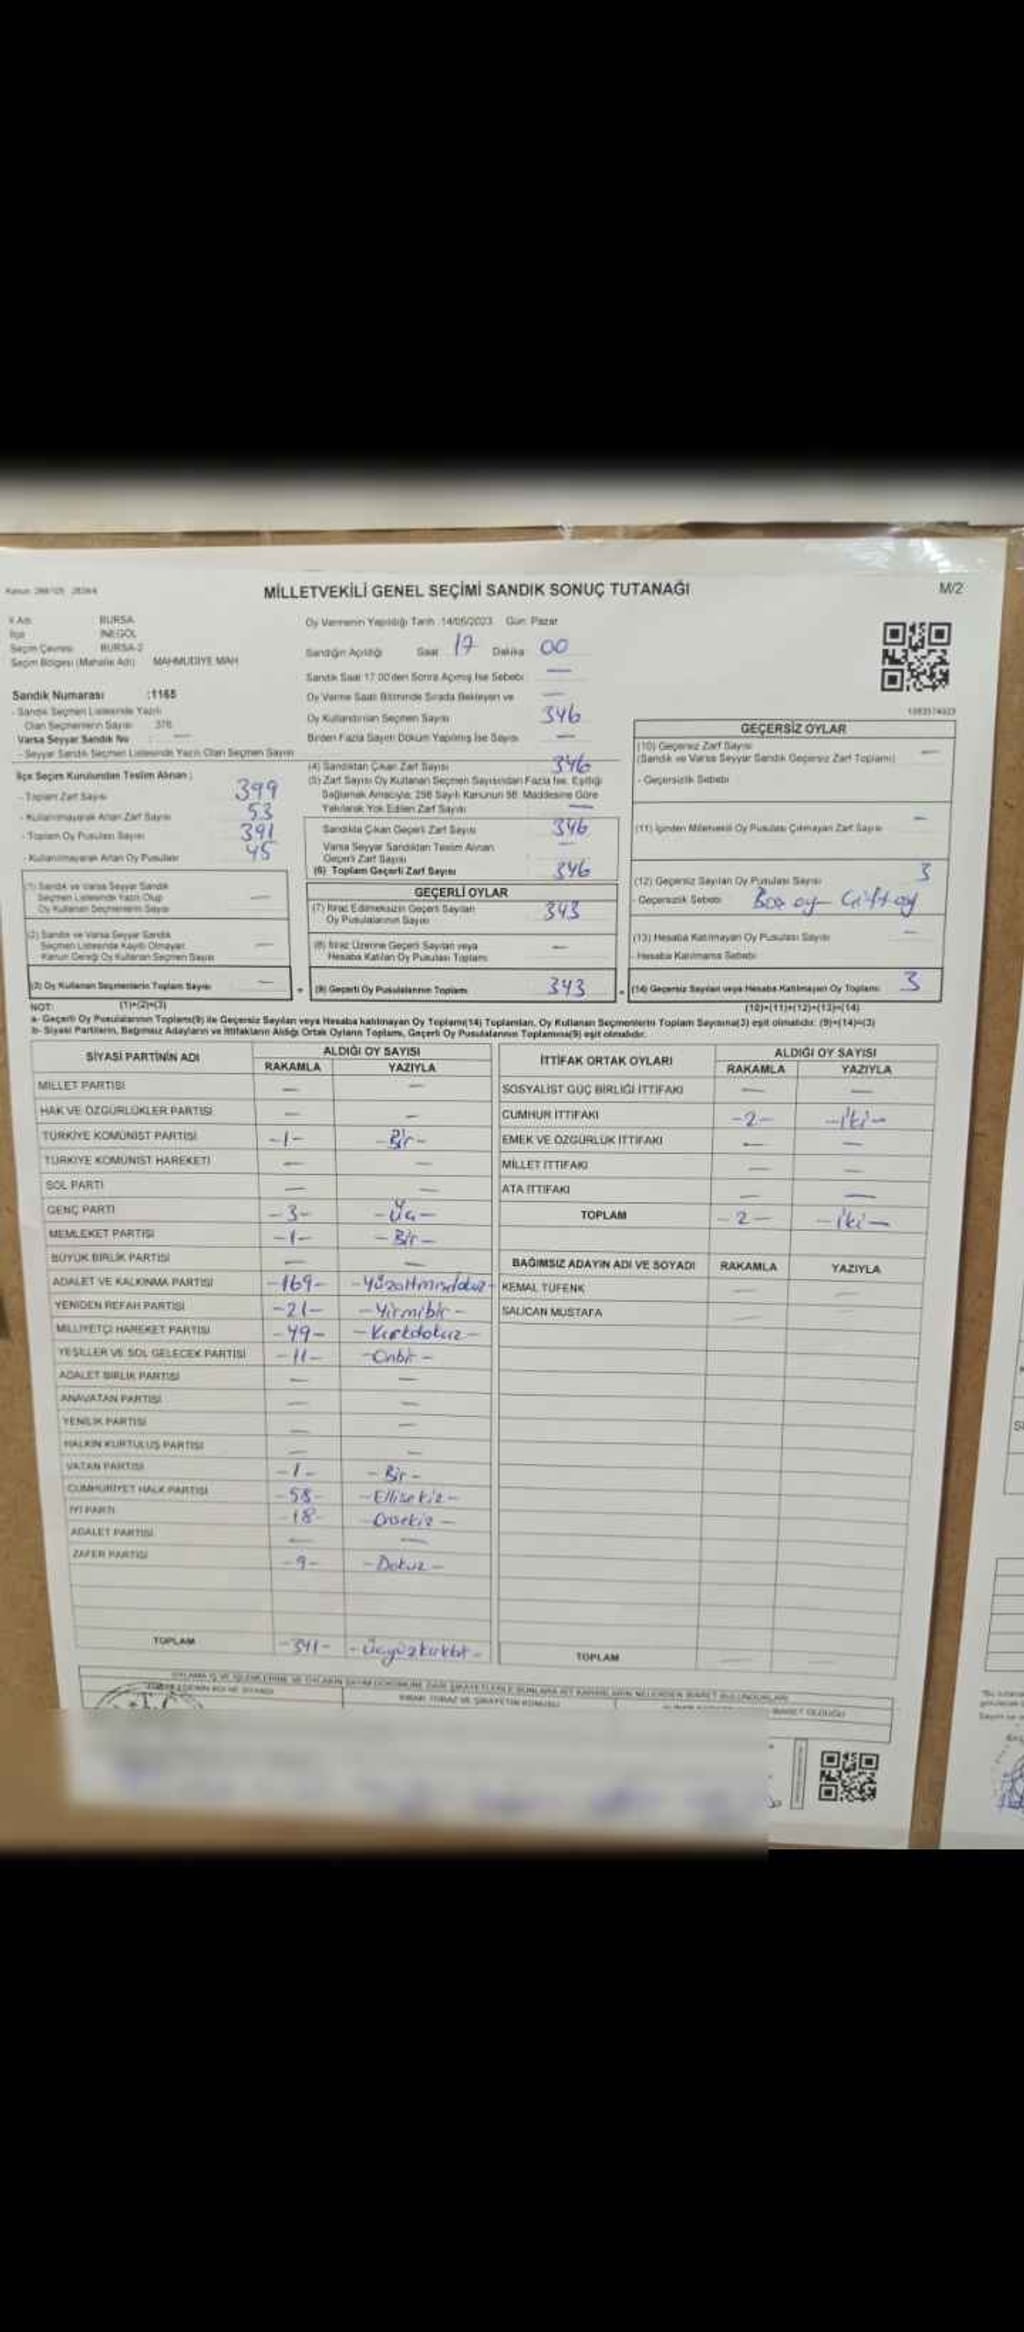 Kanun: 298/105 2839/4
MİLLETVEKİLİ GENEL SEÇİMİ SANDIK SONUÇ TUTANAĞI
M/2
İl Adı BURSA
İlçe İNEGÖL
Seçim Çevresi BURSA-2
Seçim Bölgesi (Mahalle Adı) MAHMUDİYE MAH
Sandık Numarası :1165
- Sandık Seçmen Listesinde Yazılı
Olan Seçmenlerin Sayısı 376
Varsa Seyyar Sandık No —
- Seyyar Sandık Seçmen Listesinde Yazılı Olan Seçmen Sayısı
Oy Vermenin Yapıldığı Tarih :14/05/2023 Gün: Pazar
Sandığın Açıldığı Saat 17 Dakika 00
Sandık Saat 17.00'den Sonra Açmış İse Sebebi —
Oy Verme Saati Bitiminde Sırada Bekleyen ve —
Oy Kullandırılan Seçmen Sayısı 346
Birden Fazla Sayım Döküm Yapılmış İse Sayısı —
İlçe Seçim Kurulundan Teslim Alınan ;
- Toplam Zarf Sayısı 399
- Kullanılmayarak Artan Zarf Sayısı 53
- Toplam Oy Pusulası Sayısı 391
- Kullanılmayarak Artan Oy Pusulası 45
(1) Sandık ve Varsa Seyyar Sandık
Seçmen Listesinde Yazılı Olup
Oy Kullanan Seçmenlerin Sayısı —
(2) Sandık ve Varsa Seyyar Sandık
Seçmen Listesinde Kayıtlı Olmayan
Kanun Gereği Oy Kullanan Seçmen Sayısı —
(3) Oy Kullanan Seçmenlerin Toplam Sayısı —
(1)+(2)=(3)
(4) Sandıktan Çıkan Zarf Sayısı 346
(5) Zarf Sayısı Oy Kullanan Seçmen Sayısından Fazla İse, Eşitliği
Sağlamak Amacıyla; 298 Sayılı Kanunun 98. Maddesine Göre
Yakılarak Yok Edilen Zarf Sayısı —
Sandıkta Çıkan Geçerli Zarf Sayısı 346
Varsa Seyyar Sandıktan Teslim Alınan
Geçerli Zarf Sayısı —
(6) Toplam Geçerli Zarf Sayısı 346
GEÇERLİ OYLAR
(7) İtiraz Edilmeksizin Geçerli Sayılan
Oy Pusulalarının Sayısı 343
(8) İtiraz Üzerine Geçerli Sayılan veya
Hesaba Katılan Oy Pusulası Toplamı —
(9) Geçerli Oy Pusulalarının Toplamı 343
GEÇERSİZ OYLAR
(10) Geçersiz Zarf Sayısı —
(Sandık ve Varsa Seyyar Sandık Geçersiz Zarf Toplamı)
- Geçersizlik Sebebi
(11) İçinden Milletvekili Oy Pusulası Çıkmayan Zarf Sayısı —
(12) Geçersiz Sayılan Oy Pusulası Sayısı 3
- Geçersizlik Sebebi Boş oy Çift oy
(13) Hesaba Katılmayan Oy Pusulası Sayısı —
- Hesaba Katılmama Sebebi
(14) Geçersiz Sayılan veya Hesaba Katılmayan Oy Toplamı 3
(10)+(11)+(12)+(13)=(14)
NOT:
a- Geçerli Oy Pusulalarının Toplamı(9) ile Geçersiz Sayılan veya Hesaba katılmayan Oy Toplamı(14) Toplamları, Oy Kullanan Seçmenlerin Toplam Sayısına(3) eşit olmalıdır. (9)+(14)=(3)
b- Siyasi Partilerin, Bağımsız Adayların ve İttifakların Aldığı Ortak Oyların Toplamı, Geçerli Oy Pusulalarının Toplamına(9) eşit olmalıdır.
SİYASİ PARTİNİN ADI ALDIĞI OY SAYISI
RAKAMLA YAZIYLA
MİLLET PARTİSİ — —
HAK VE ÖZGÜRLÜKLER PARTİSİ — —
TÜRKİYE KOMÜNİST PARTİSİ -1- -Bir-
TÜRKİYE KOMÜNİST HAREKETİ — —
SOL PARTİ — —
GENÇ PARTİ -3- -Üç-
MEMLEKET PARTİSİ -1- -Bir-
BÜYÜK BİRLİK PARTİSİ — —
ADALET VE KALKINMA PARTİSİ -169- -Yüzaltmışdokuz-
YENİDEN REFAH PARTİSİ -21- -Yirmibir-
MİLLİYETÇİ HAREKET PARTİSİ -49- -Kırkdokuz-
YEŞİLLER VE SOL GELECEK PARTİSİ -11- -Onbir-
ADALET BİRLİK PARTİSİ — —
ANAVATAN PARTİSİ — —
YENİLİK PARTİSİ — —
HALKIN KURTULUŞ PARTİSİ — —
VATAN PARTİSİ -1- -Bir-
CUMHURİYET HALK PARTİSİ -58- -Ellisekiz-
İYİ PARTİ -18- -Onsekiz-
ADALET PARTİSİ — —
ZAFER PARTİSİ -9- -Dokuz-
TOPLAM -341- -Üçyüzkırkbir-
İTTİFAK ORTAK OYLARI ALDIĞI OY SAYISI
RAKAMLA YAZIYLA
SOSYALİST GÜÇ BİRLİĞİ İTTİFAKI — —
CUMHUR İTTİFAKI -2- -iki-
EMEK VE ÖZGÜRLÜK İTTİFAKI — —
MİLLET İTTİFAKI — —
ATA İTTİFAKI — —
TOPLAM -2- -iki-
BAĞIMSIZ ADAYIN ADI VE SOYADI RAKAMLA YAZIYLA
KEMAL TÜFENK — —
SALİCAN MUSTAFA —
TOPLAM — —